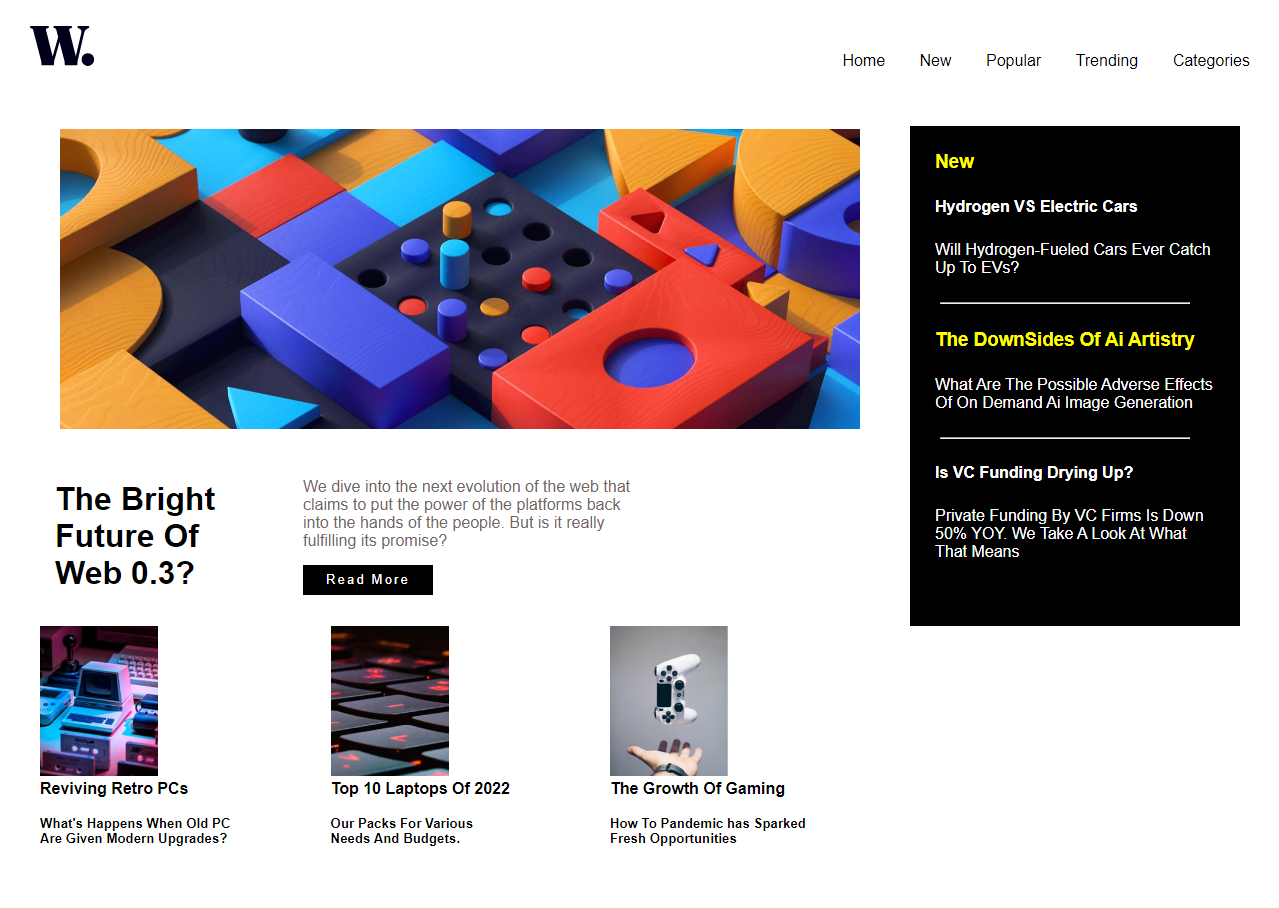 W.
Home New Popular Trending Categories
New
Hydrogen VS Electric Cars
Will Hydrogen-Fueled Cars Ever Catch
Up To EVs?
The DownSides Of Ai Artistry
What Are The Possible Adverse Effects
Of On Demand Ai Image Generation
Is VC Funding Drying Up?
Private Funding By VC Firms Is Down
50% YOY. We Take A Look At What
That Means
The Bright
Future Of
Web 0.3?
We dive into the next evolution of the web that
claims to put the power of the platforms back
into the hands of the people. But is it really
fulfilling its promise?
Read More
Reviving Retro PCs
What's Happens When Old PC
Are Given Modern Upgrades?
Top 10 Laptops Of 2022
Our Packs For Various
Needs And Budgets.
The Growth Of Gaming
How To Pandemic has Sparked
Fresh Opportunities